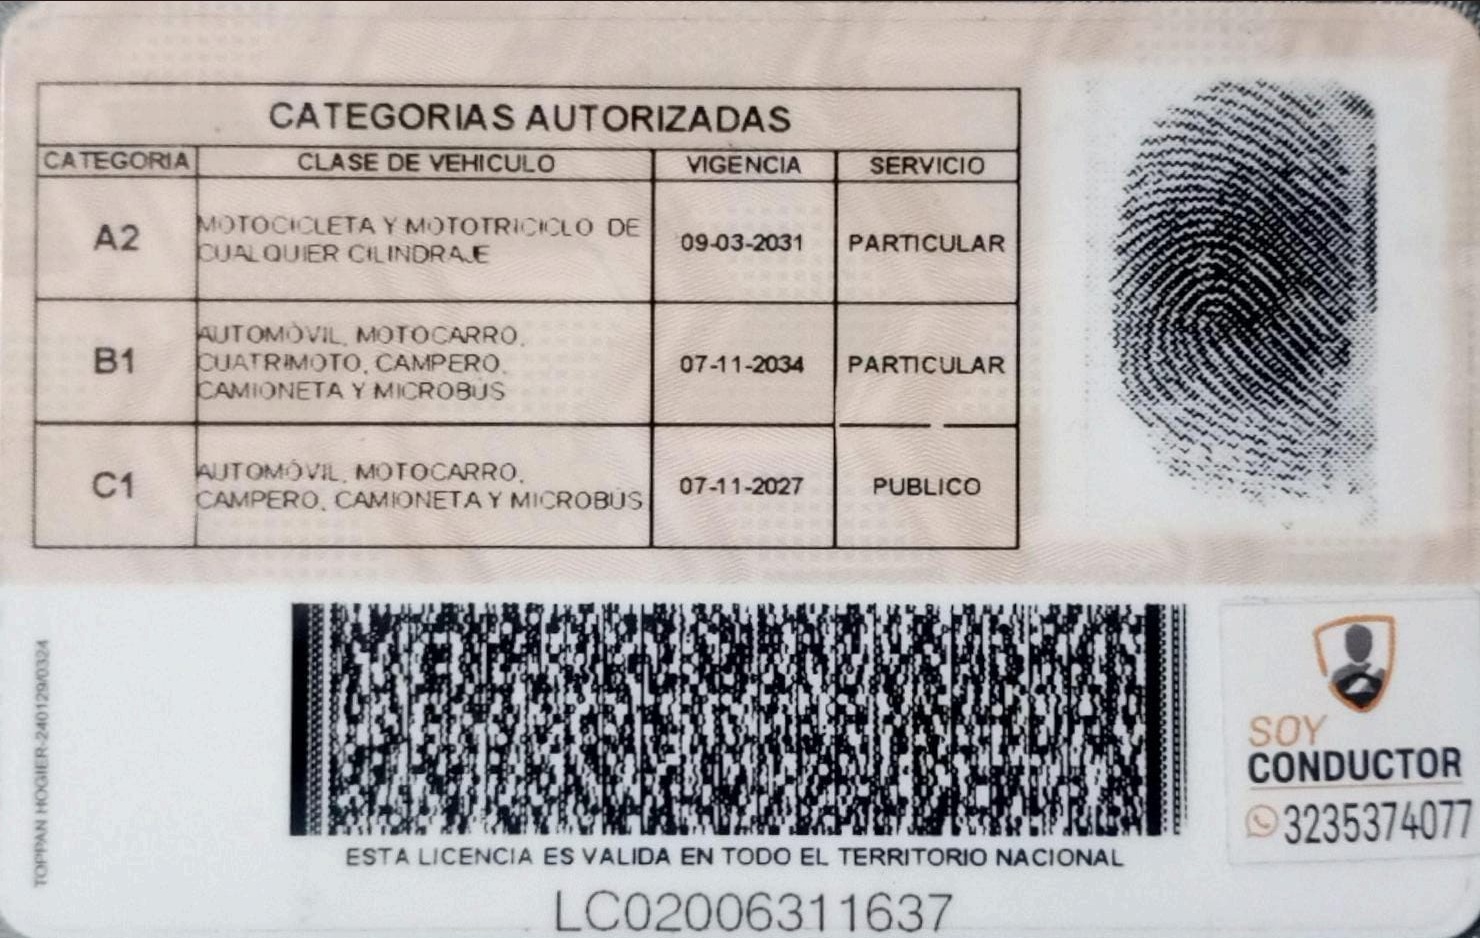 CATEGORIAS AUTORIZADAS
CATEGORIA CLASE DE VEHICULO VIGENCIA SERVICIO
A2 MOTOCICLETA Y MOTOTRICICLO DE CUALQUIER CILINDRAJE 09-03-2031 PARTICULAR
B1 AUTOMÓVIL, MOTOCARRO, CUATRIMOTO, CAMPERO, CAMIONETA Y MICROBÚS 07-11-2034 PARTICULAR
C1 AUTOMÓVIL, MOTOCARRO, CAMPERO, CAMIONETA Y MICROBÚS 07-11-2027 PUBLICO
TOPPAN HOGIER-240129/0324
SOY
CONDUCTOR
3235374077
ESTA LICENCIA ES VALIDA EN TODO EL TERRITORIO NACIONAL
LC02006311637